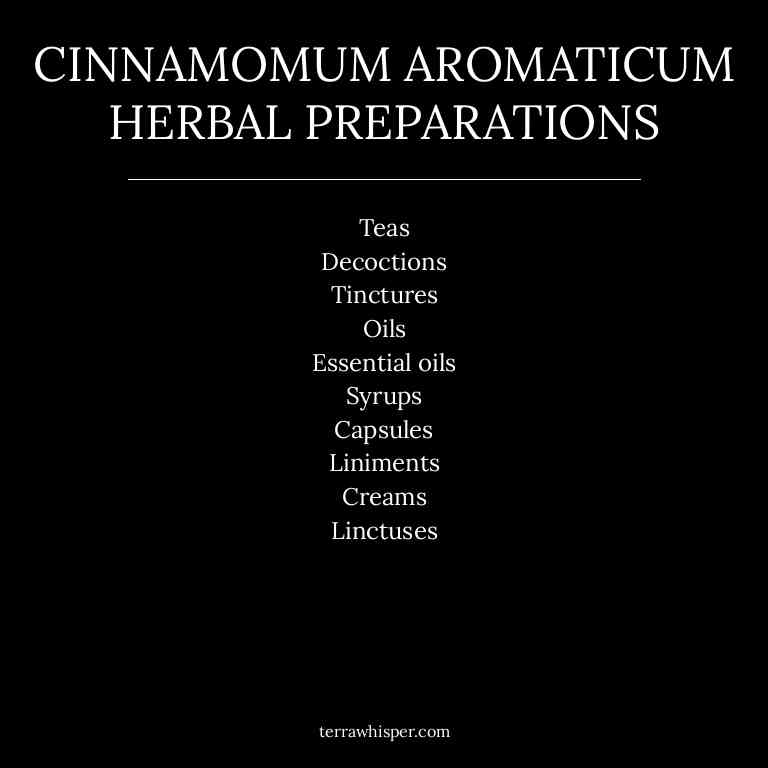 CINNAMOMUM AROMATICUM
HERBAL PREPARATIONS
Teas
Decoctions
Tinctures
Oils
Essential oils
Syrups
Capsules
Liniments
Creams
Linctuses
terrawhisper.com